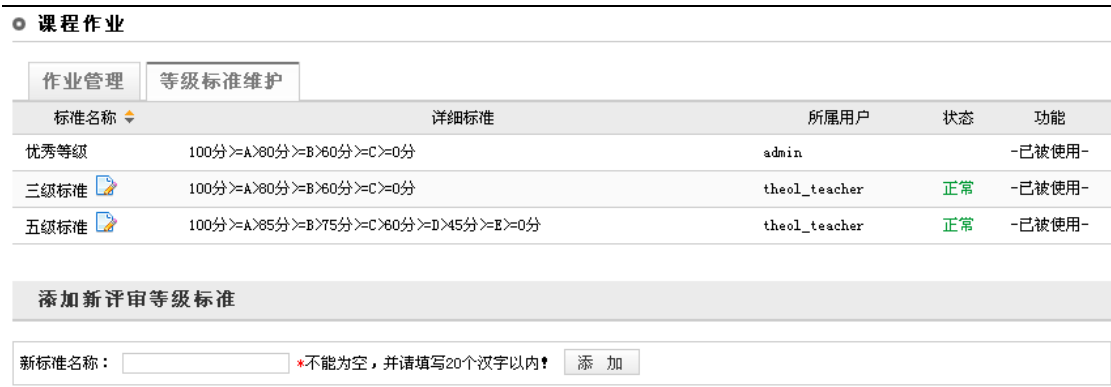 课程作业
作业管理 等级标准维护
标准名称 详细标准 所属用户 状态 功能
优秀等级 100分>=A>80分>=B>60分>=C>=0分 admin -已被使用-
三级标准 100分>=A>80分>=B>60分>=C>=0分 theol_teacher 正常 -已被使用-
五级标准 100分>=A>85分>=B>75分>=C>60分>=D>45分>=E>=0分 theol_teacher 正常 -已被使用-
添加新评审等级标准
新标准名称： *不能为空，并请填写20个汉字以内！ 添 加